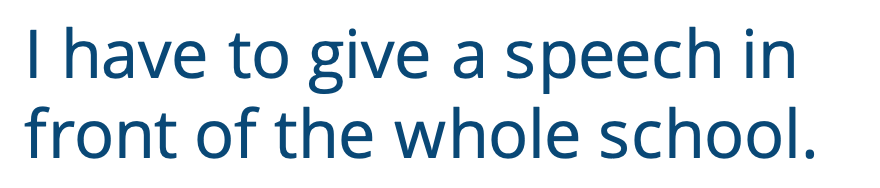 I have to give a speech in
front of the whole school.